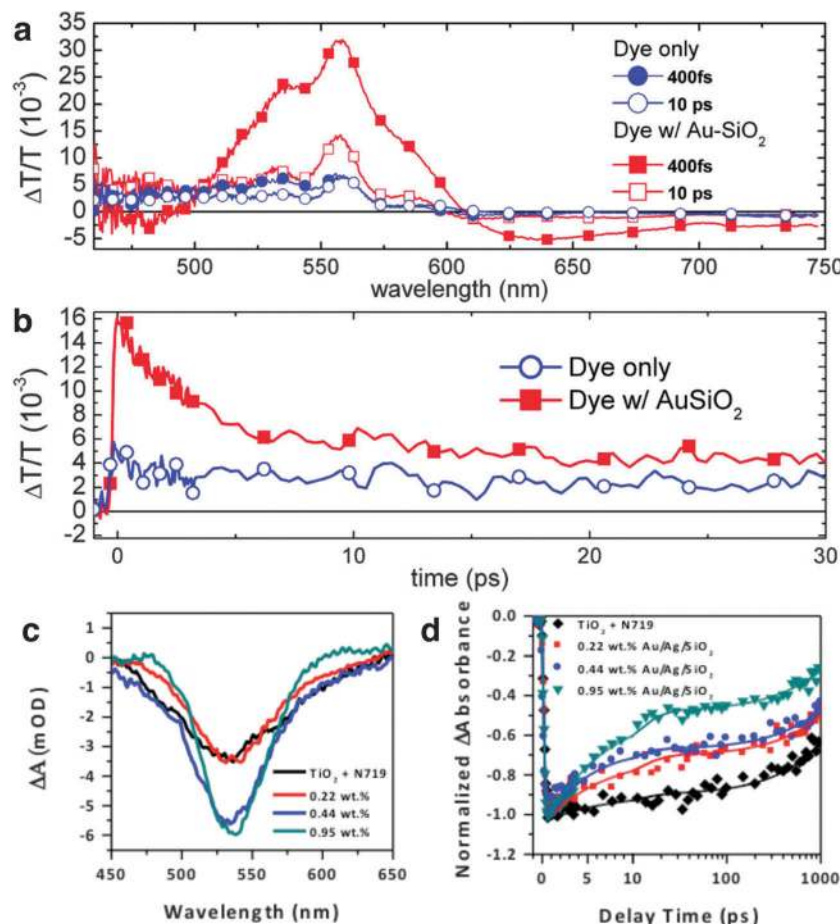 a
35
30
25
20
15
10
5
0
-5
ΔT/T (10⁻³)
Dye only
400fs
10 ps
Dye w/ Au-SiO₂
400fs
10 ps
500 550 600 650 700 750
wavelength (nm)
b
16
14
12
10
8
6
4
2
0
-2
ΔT/T (10⁻³)
Dye only
Dye w/ AuSiO₂
0 10 20 30
time (ps)
c
1
0
-1
-2
-3
-4
-5
-6
ΔA (mOD)
TiO₂ + N719
0.22 wt.%
0.44 wt.%
0.95 wt.%
450 500 550 600 650
Wavelength (nm)
d
0.0
-0.2
-0.4
-0.6
-0.8
-1.0
-1.2
Normalized ΔAbsorbance
TiO₂ + N719
0.22 wt.% Au/Ag/SiO₂
0.44 wt.% Au/Ag/SiO₂
0.95 wt.% Au/Ag/SiO₂
0 5 10 100 1000
Delay Time (ps)